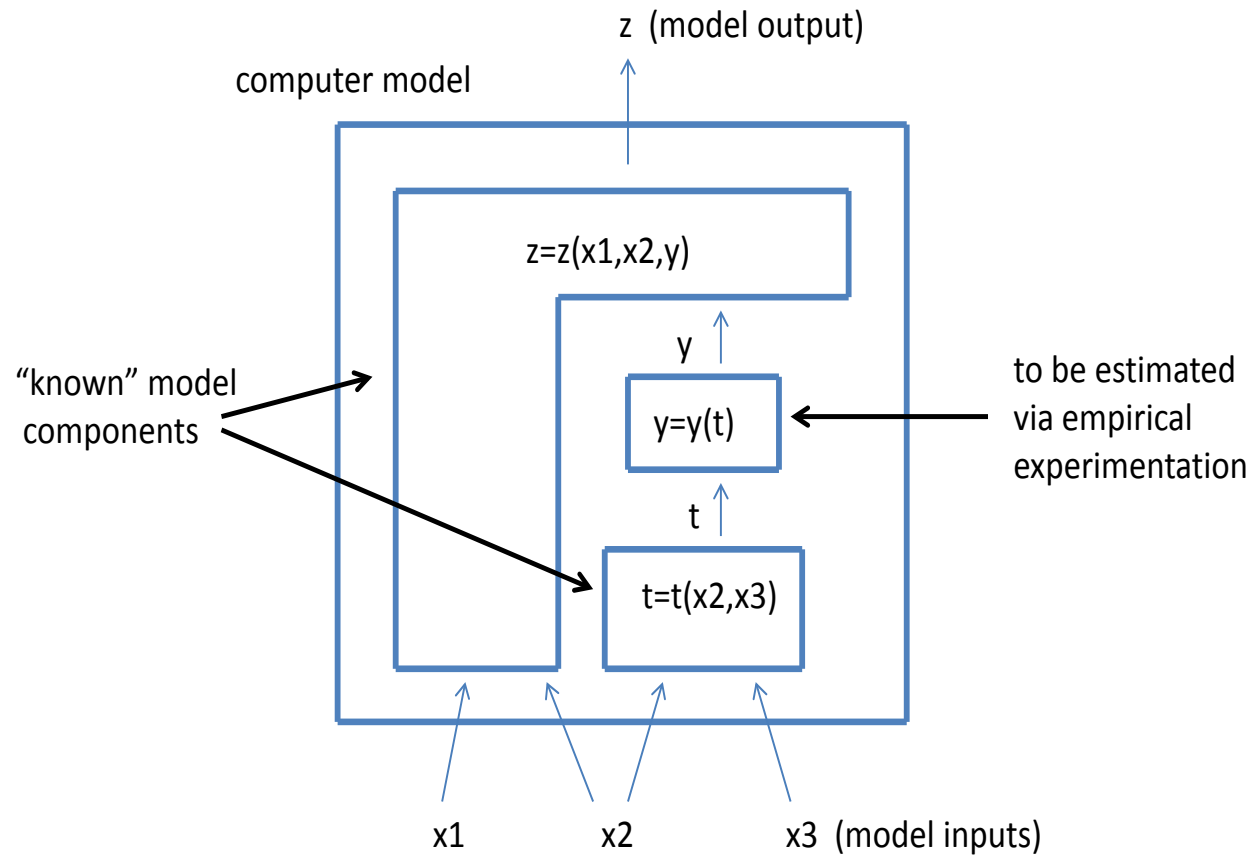 z (model output)
computer model
z=z(x1,x2,y)
y
“known” model
components
y=y(t)
to be estimated
via empirical
experimentation
t
t=t(x2,x3)
x1
x2
x3 (model inputs)